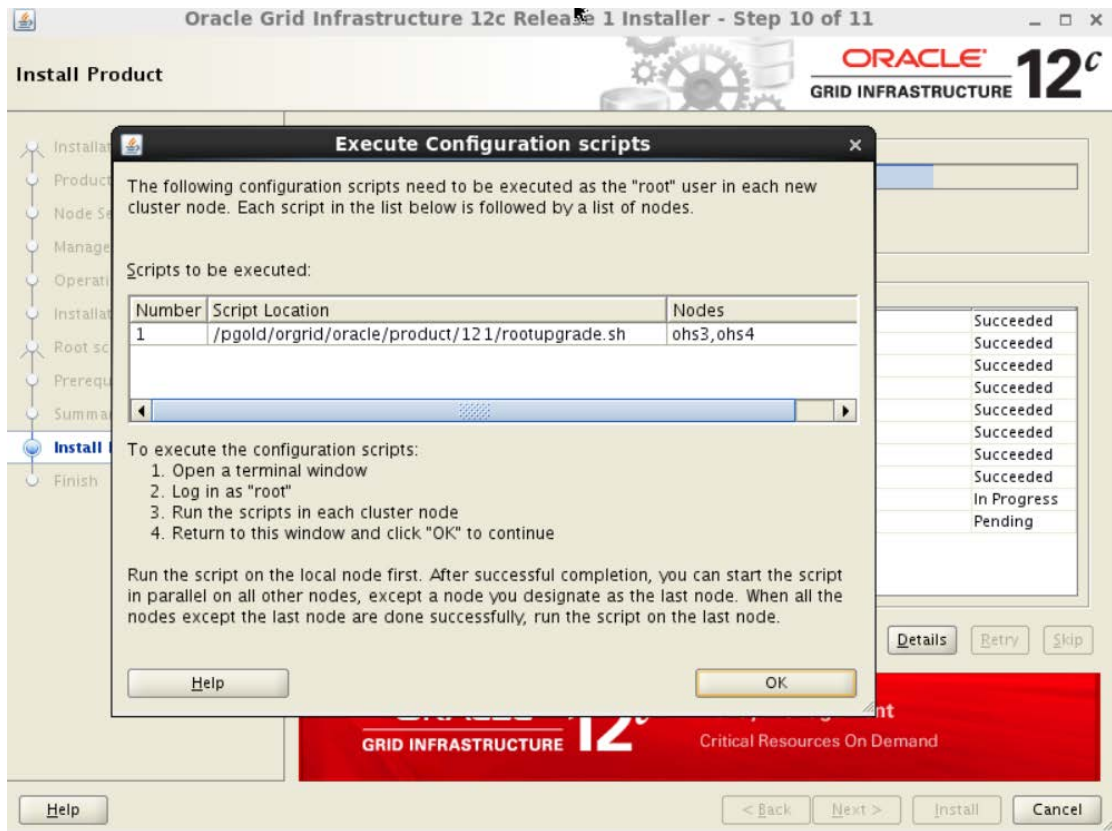 Oracle Grid Infrastructure 12c Release 1 Installer - Step 10 of 11
Install Product
ORACLE
GRID INFRASTRUCTURE
12c
Execute Configuration scripts
The following configuration scripts need to be executed as the "root" user in each new
cluster node. Each script in the list below is followed by a list of nodes.
Scripts to be executed:
Number Script Location Nodes
1 /pgold/orgrid/oracle/product/121/rootupgrade.sh ohs3,ohs4
To execute the configuration scripts:
1. Open a terminal window
2. Log in as "root"
3. Run the scripts in each cluster node
4. Return to this window and click "OK" to continue
Run the script on the local node first. After successful completion, you can start the script
in parallel on all other nodes, except a node you designate as the last node. When all the
nodes except the last node are done successfully, run the script on the last node.
Help OK
Product
Install
Finish
Succeeded
Succeeded
Succeeded
Succeeded
Succeeded
Succeeded
Succeeded
Succeeded
In Progress
Pending
Details Retry Skip
GRID INFRASTRUCTURE
12c
Critical Resources On Demand
Help < Back Next > Install Cancel